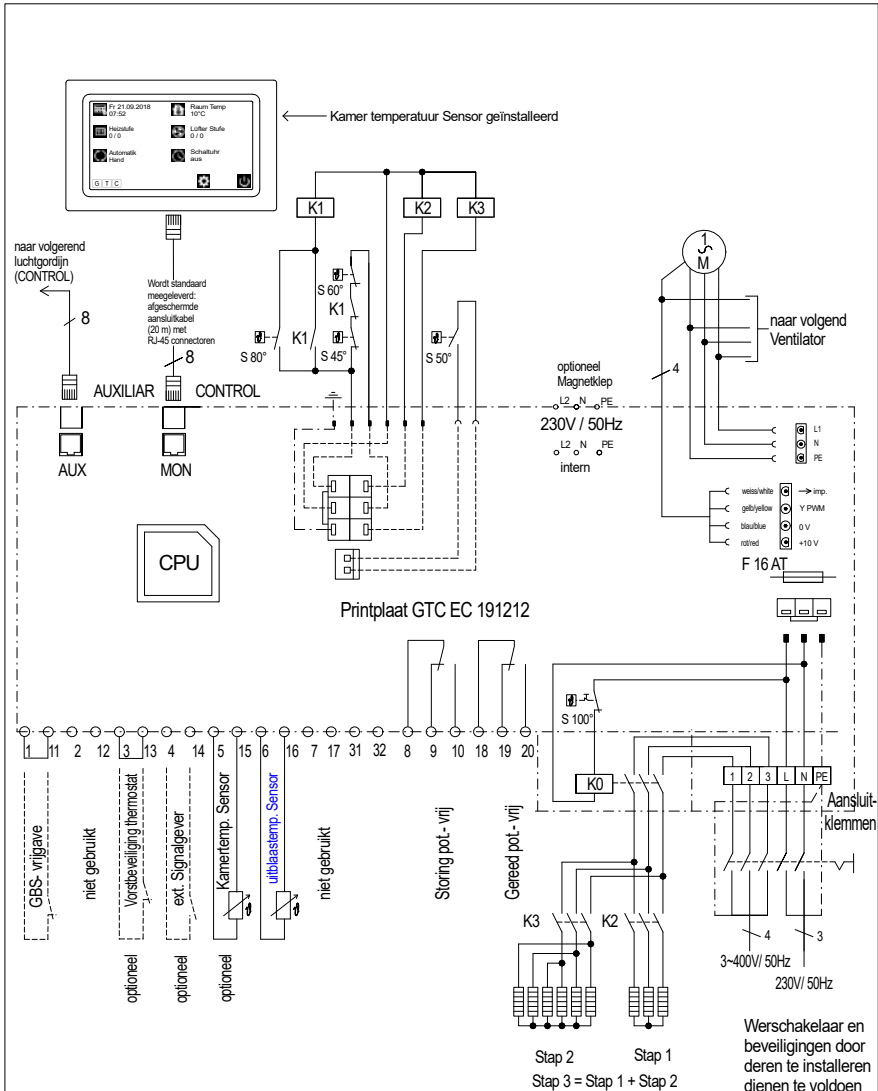 Fr 21.09.2018
07:52
Raum Temp
10°C
Heizstufe
0 / 0
Lüfter Stufe
0 / 0
Automatik
Hand
Schaltuhr
aus
G T C
Kamer temperatuur Sensor geïnstalleerd
naar volgerend
luchtgordijn
(CONTROL)
8
Wordt standaard
meegeleverd:
afgeschermde
aansluitkabel
(20 m) met
RJ-45 connectoren
8
K1
K2
K3
S 60°
K1
S 80°
K1
S 45°
S 50°
1
M
naar volgend
Ventilator
4
optioneel
Magnetklep
L2 N PE
230V / 50Hz
L2 N PE
intern
AUXILIAR
CONTROL
AUX
MON
L1
N
PE
weiss/white
imp.
gelb/yellow
Y PWM
blau/blue
0 V
rot/red
+10 V
F 16 AT
CPU
Printplaat GTC EC 191212
S 100°
1 11 2 12 3 13 4 14 5 15 6 16 7 17 31 32 8 9 10 18 19 20
K0
1 2 3 L N PE
Aansluit-
klemmen
GBS- vrijgave
niet gebruikt
Vorstbeveiliging thermostat
optioneel
ext. Signalgever
optioneel
Kamertemp. Sensor
optioneel
uitblaastemp. Sensor
niet gebruikt
Storing pot.- vrij
Gereed pot.- vrij
K3
K2
4
3
3~400V/ 50Hz
230V/ 50Hz
Stap 2
Stap 1
Stap 3 = Stap 1 + Stap 2
Werschakelaar en
beveiligingen door
deren te installeren
dienen te voldoen